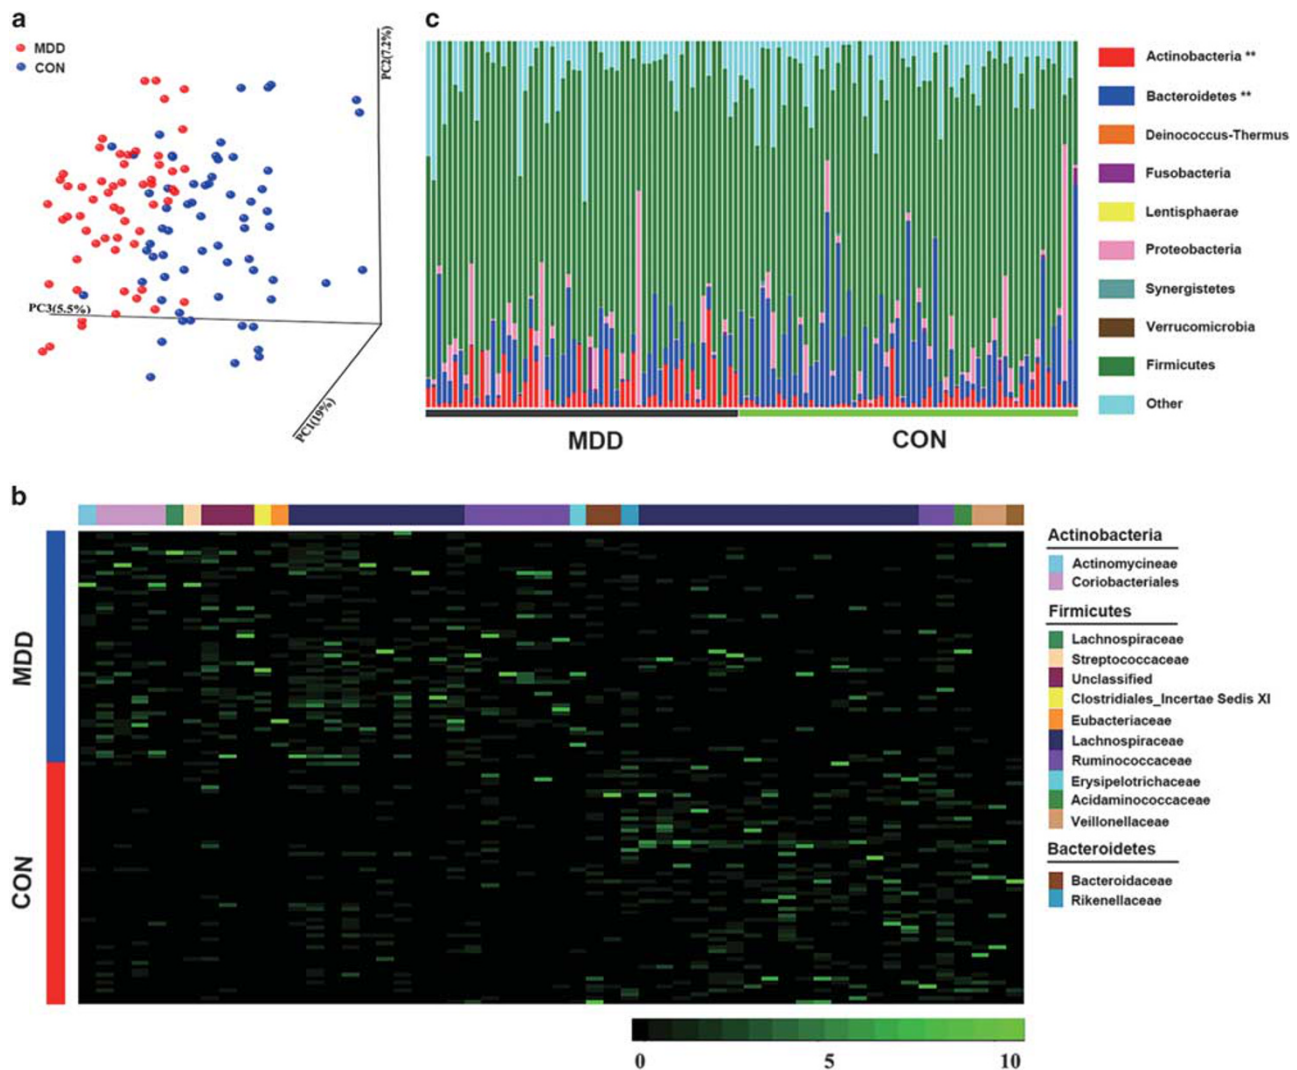 a
MDD
CON
PC2(7.2%)
PC3(5.5%)
PC1(19%)
c
Actinobacteria **
Bacteroidetes **
Deinococcus-Thermus
Fusobacteria
Lentisphaerae
Proteobacteria
Synergistetes
Verrucomicrobia
Firmicutes
Other
MDD
CON
b
MDD
CON
Actinobacteria
Actinomycineae
Coriobacteriales
Firmicutes
Lachnospiraceae
Streptococcaceae
Unclassified
Clostridiales_Incertae Sedis XI
Eubacteriaceae
Lachnospiraceae
Ruminococcaceae
Erysipelotrichaceae
Acidaminococcaceae
Veillonellaceae
Bacteroidetes
Bacteroidaceae
Rikenellaceae
0
5
10